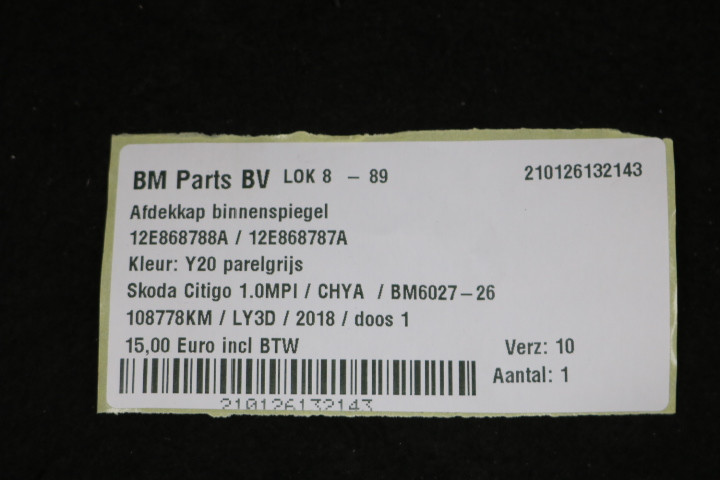 BM Parts BV LOK 8 - 89 210126132143
Afdekkap binnenspiegel
12E868788A / 12E868787A
Kleur: Y20 parelgrijs
Skoda Citigo 1.0MPI / CHYA / BM6027-26
108778KM / LY3D / 2018 / doos 1
15,00 Euro incl BTW Verz: 10
Aantal: 1
210126132143